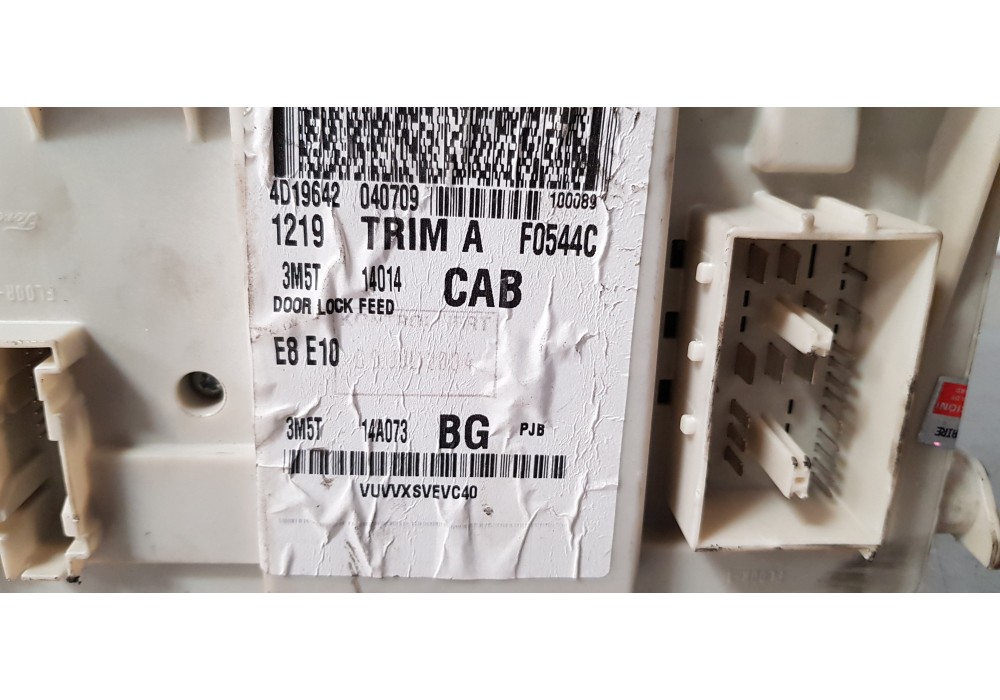 4D19642 040709 100089
1219 TRIM A F0544C
3M5T 14014 CAB
DOOR LOCK FEED
E8 E10
3M5T 14A073 BG PJB
VUVVXSVEVC40